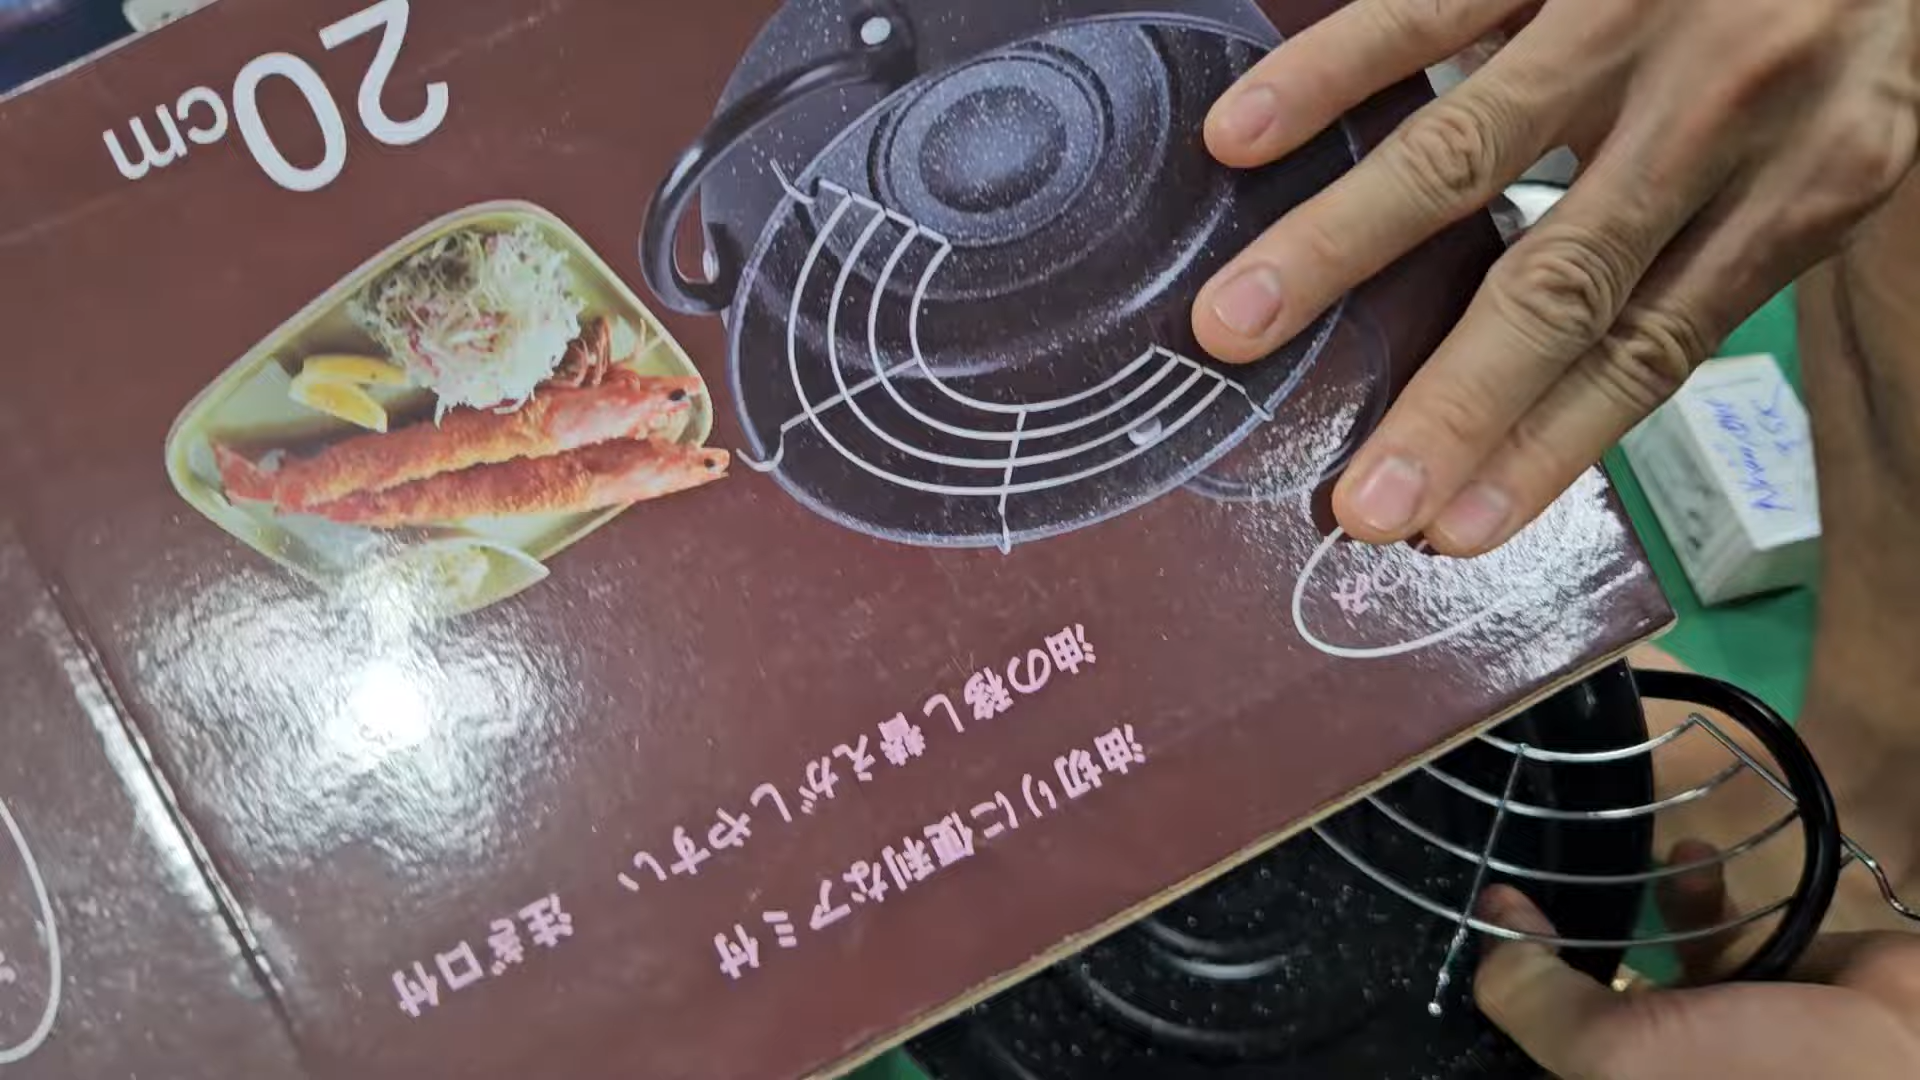 20cm
油切りに便利なアミ付
油の移し替えがしやすい
注ぎ口付